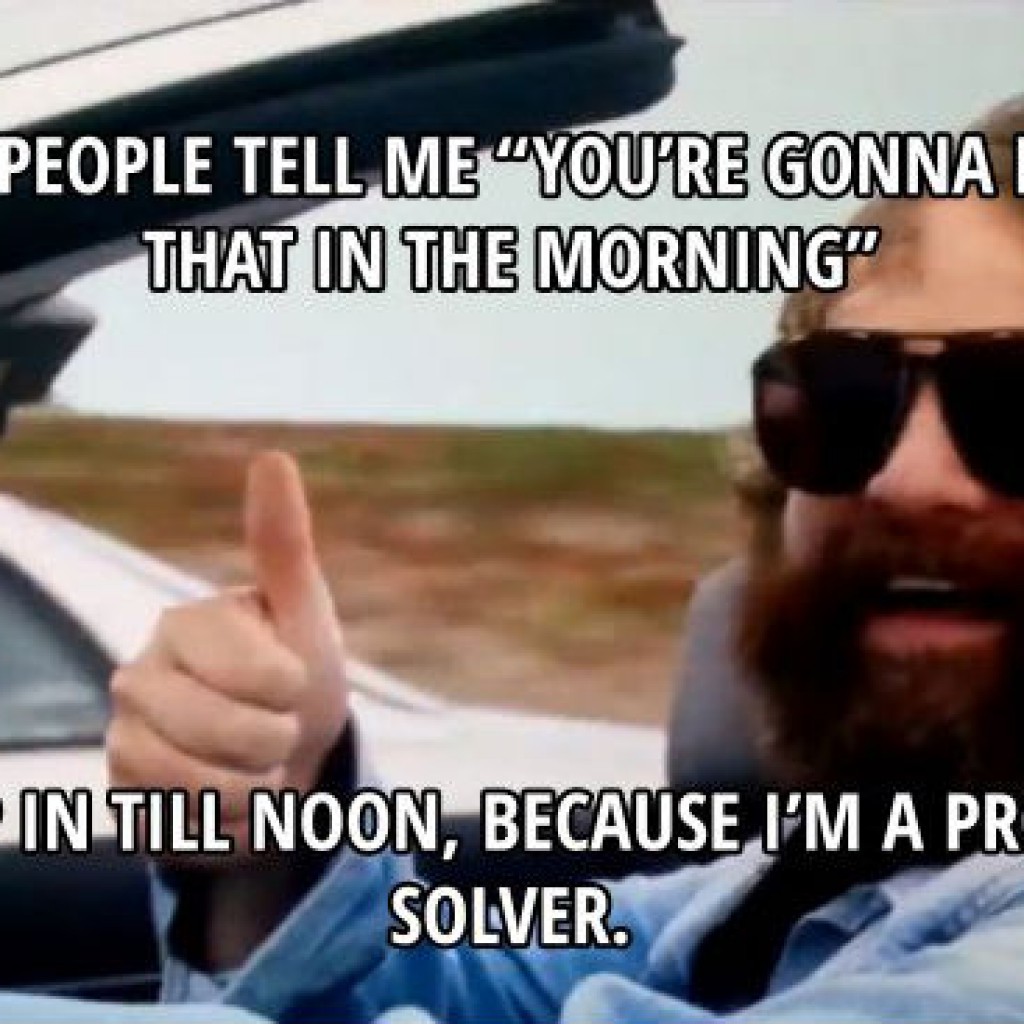 PEOPLE TELL ME “YOU’RE GONNA
THAT IN THE MORNING”
IN TILL NOON, BECAUSE I’M A
SOLVER.